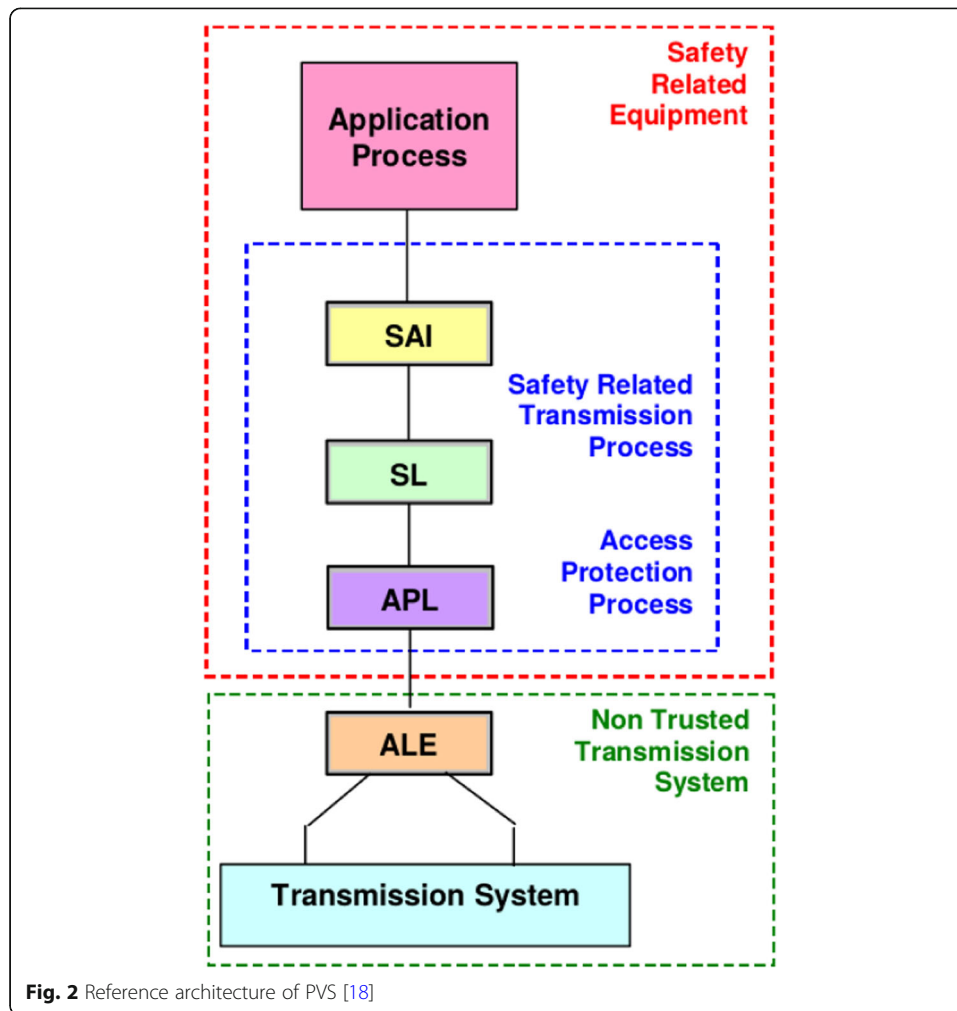 Safety
Related
Equipment
Application
Process
SAI
Safety Related
Transmission
Process
SL
Access
Protection
Process
APL
Non Trusted
Transmission
System
ALE
Transmission System
Fig. 2 Reference architecture of PVS [18]